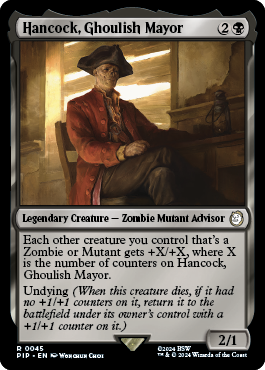 Hancock, Ghoulish Mayor 2
Legendary Creature — Zombie Mutant Advisor
Each other creature you control that's a
Zombie or Mutant gets +X/+X, where X
is the number of counters on Hancock,
Ghoulish Mayor.
Undying (When this creature dies, if it had
no +1/+1 counters on it, return it to the
battlefield under its owner's control with a
+1/+1 counter on it.)
2/1
R 0045
PIP • EN Wonchun Choi
©2024 BSW
™ & © 2024 Wizards of the Coast